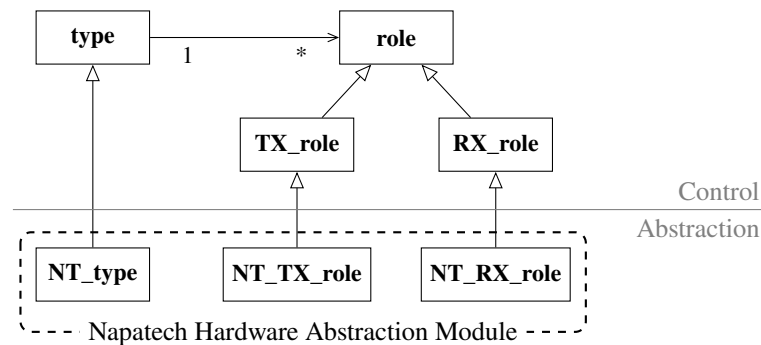 type
role
1
*
TX_role
RX_role
Control
Abstraction
NT_type
NT_TX_role
NT_RX_role
Napatech Hardware Abstraction Module